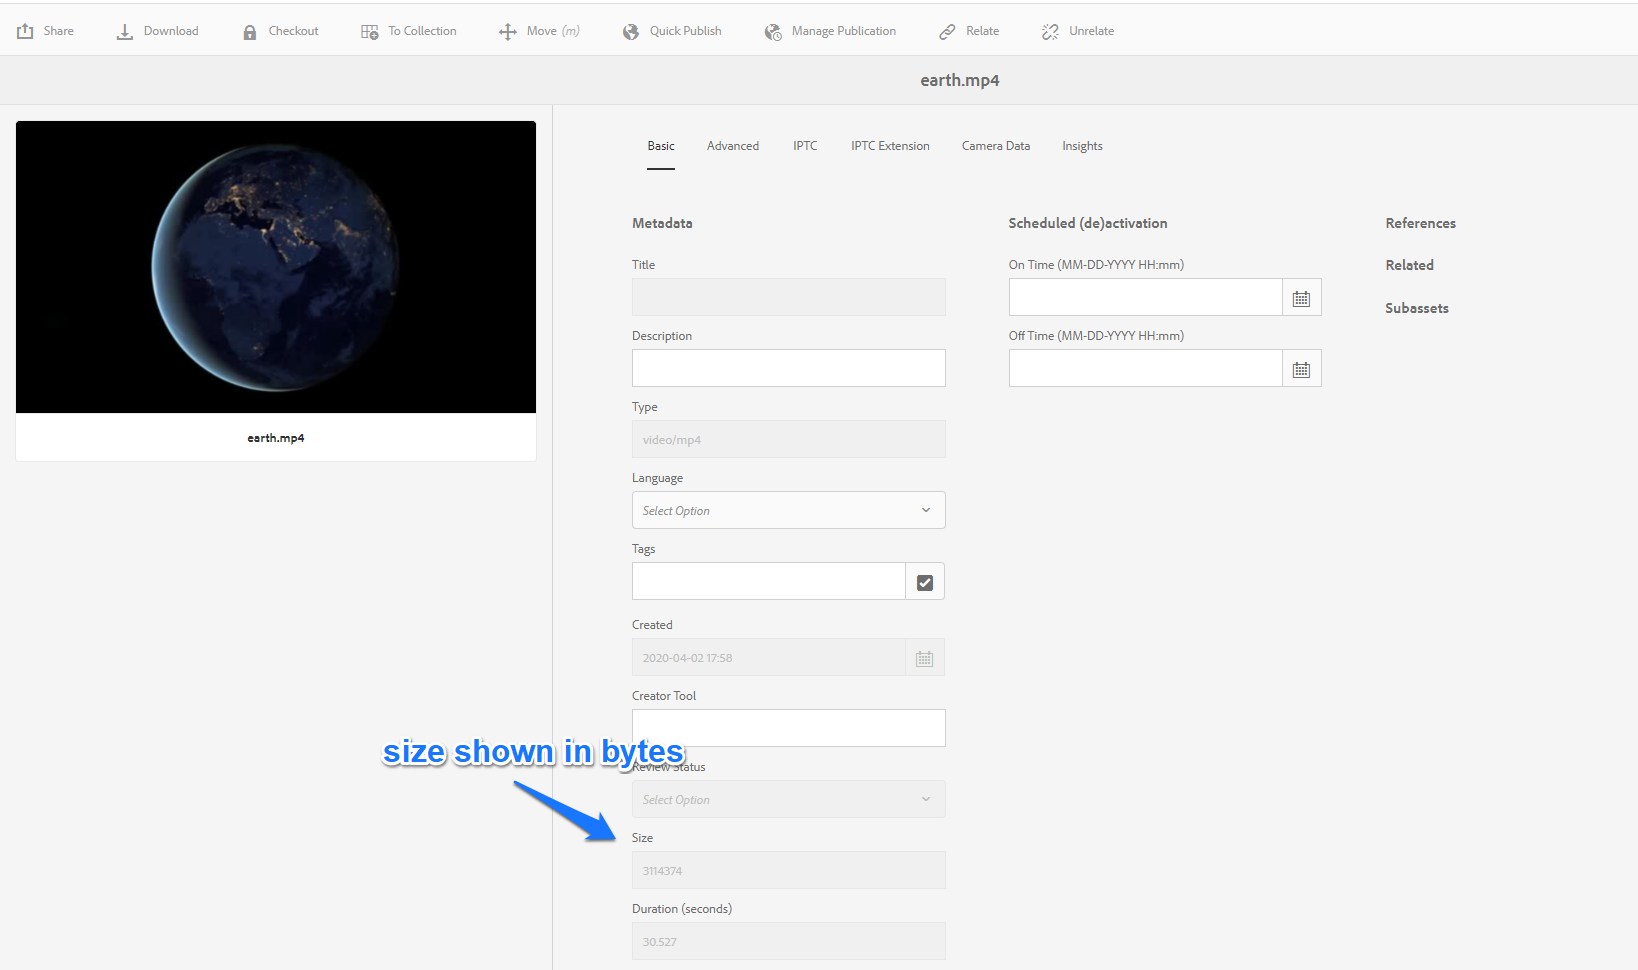 Share
Download
Checkout
To Collection
Move (m)
Quick Publish
Manage Publication
Relate
Unrelate
earth.mp4
earth.mp4
Basic
Advanced
IPTC
IPTC Extension
Camera Data
Insights
Metadata
Title
Description
Type
video/mp4
Language
Select Option
Tags
Created
2020-04-02 17:58
Creator Tool
size shown in bytes
Review Status
Select Option
Size
3114374
Duration (seconds)
30.527
Scheduled (de)activation
On Time (MM-DD-YYYY HH:mm)
Off Time (MM-DD-YYYY HH:mm)
References
Related
Subassets